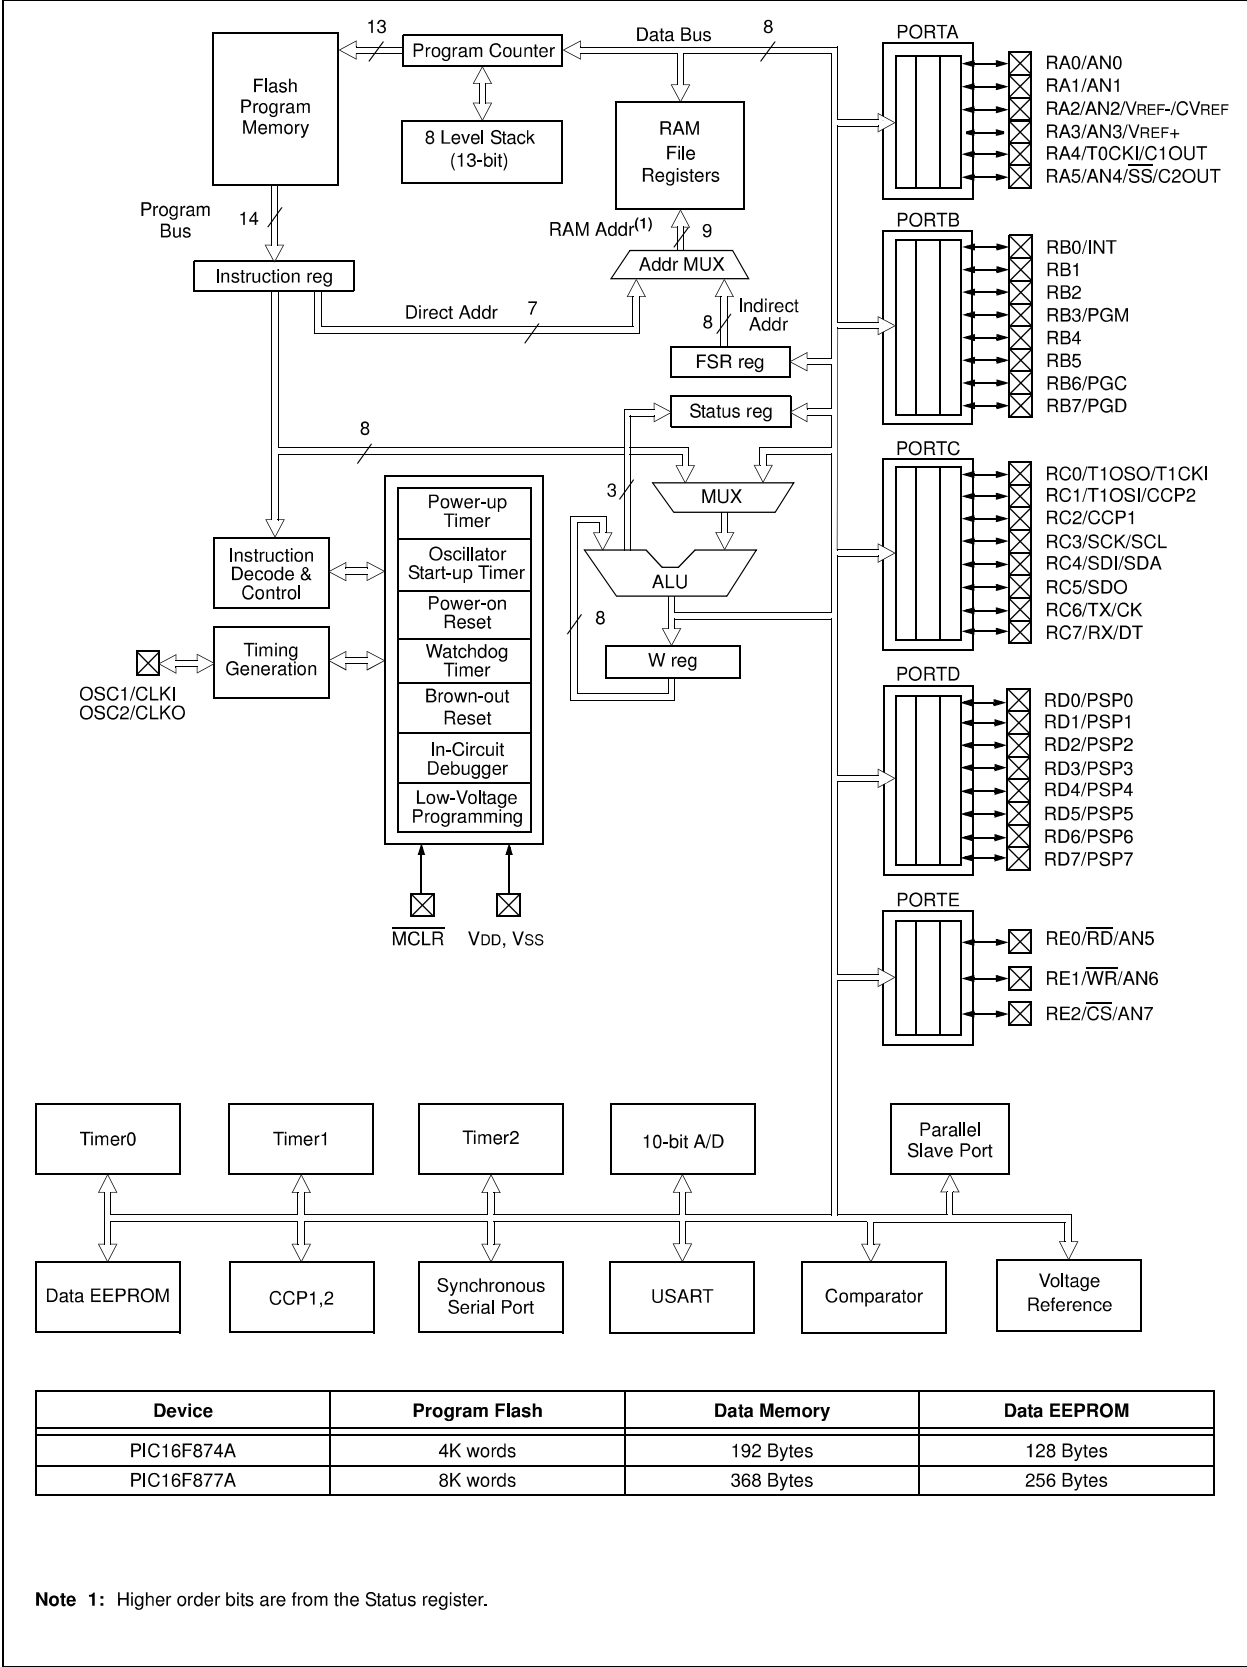 13
Data Bus
8
PORTA
Program Counter
Flash
Program
Memory
8 Level Stack
(13-bit)
RAM
File
Registers
RA0/AN0
RA1/AN1
RA2/AN2/VREF-/CVREF
RA3/AN3/VREF+
RA4/T0CKI/C1OUT
RA5/AN4/SS/C2OUT
Program
Bus
14
RAM Addr(1)
9
PORTB
Addr MUX
Instruction reg
Direct Addr
7
8
Indirect
Addr
FSR reg
Status reg
RB0/INT
RB1
RB2
RB3/PGM
RB4
RB5
RB6/PGC
RB7/PGD
8
PORTC
3
MUX
Power-up
Timer
Oscillator
Start-up Timer
Power-on
Reset
Watchdog
Timer
Brown-out
Reset
In-Circuit
Debugger
Low-Voltage
Programming
Instruction
Decode &
Control
ALU
8
W reg
Timing
Generation
OSC1/CLKI
OSC2/CLKO
RC0/T1OSO/T1CKI
RC1/T1OSI/CCP2
RC2/CCP1
RC3/SCK/SCL
RC4/SDI/SDA
RC5/SDO
RC6/TX/CK
RC7/RX/DT
PORTD
RD0/PSP0
RD1/PSP1
RD2/PSP2
RD3/PSP3
RD4/PSP4
RD5/PSP5
RD6/PSP6
RD7/PSP7
MCLR
VDD, VSS
PORTE
RE0/RD/AN5
RE1/WR/AN6
RE2/CS/AN7
Timer0
Timer1
Timer2
10-bit A/D
Parallel
Slave Port
Data EEPROM
CCP1,2
Synchronous
Serial Port
USART
Comparator
Voltage
Reference
Device Program Flash Data Memory Data EEPROM
PIC16F874A 4K words 192 Bytes 128 Bytes
PIC16F877A 8K words 368 Bytes 256 Bytes
Note 1: Higher order bits are from the Status register.